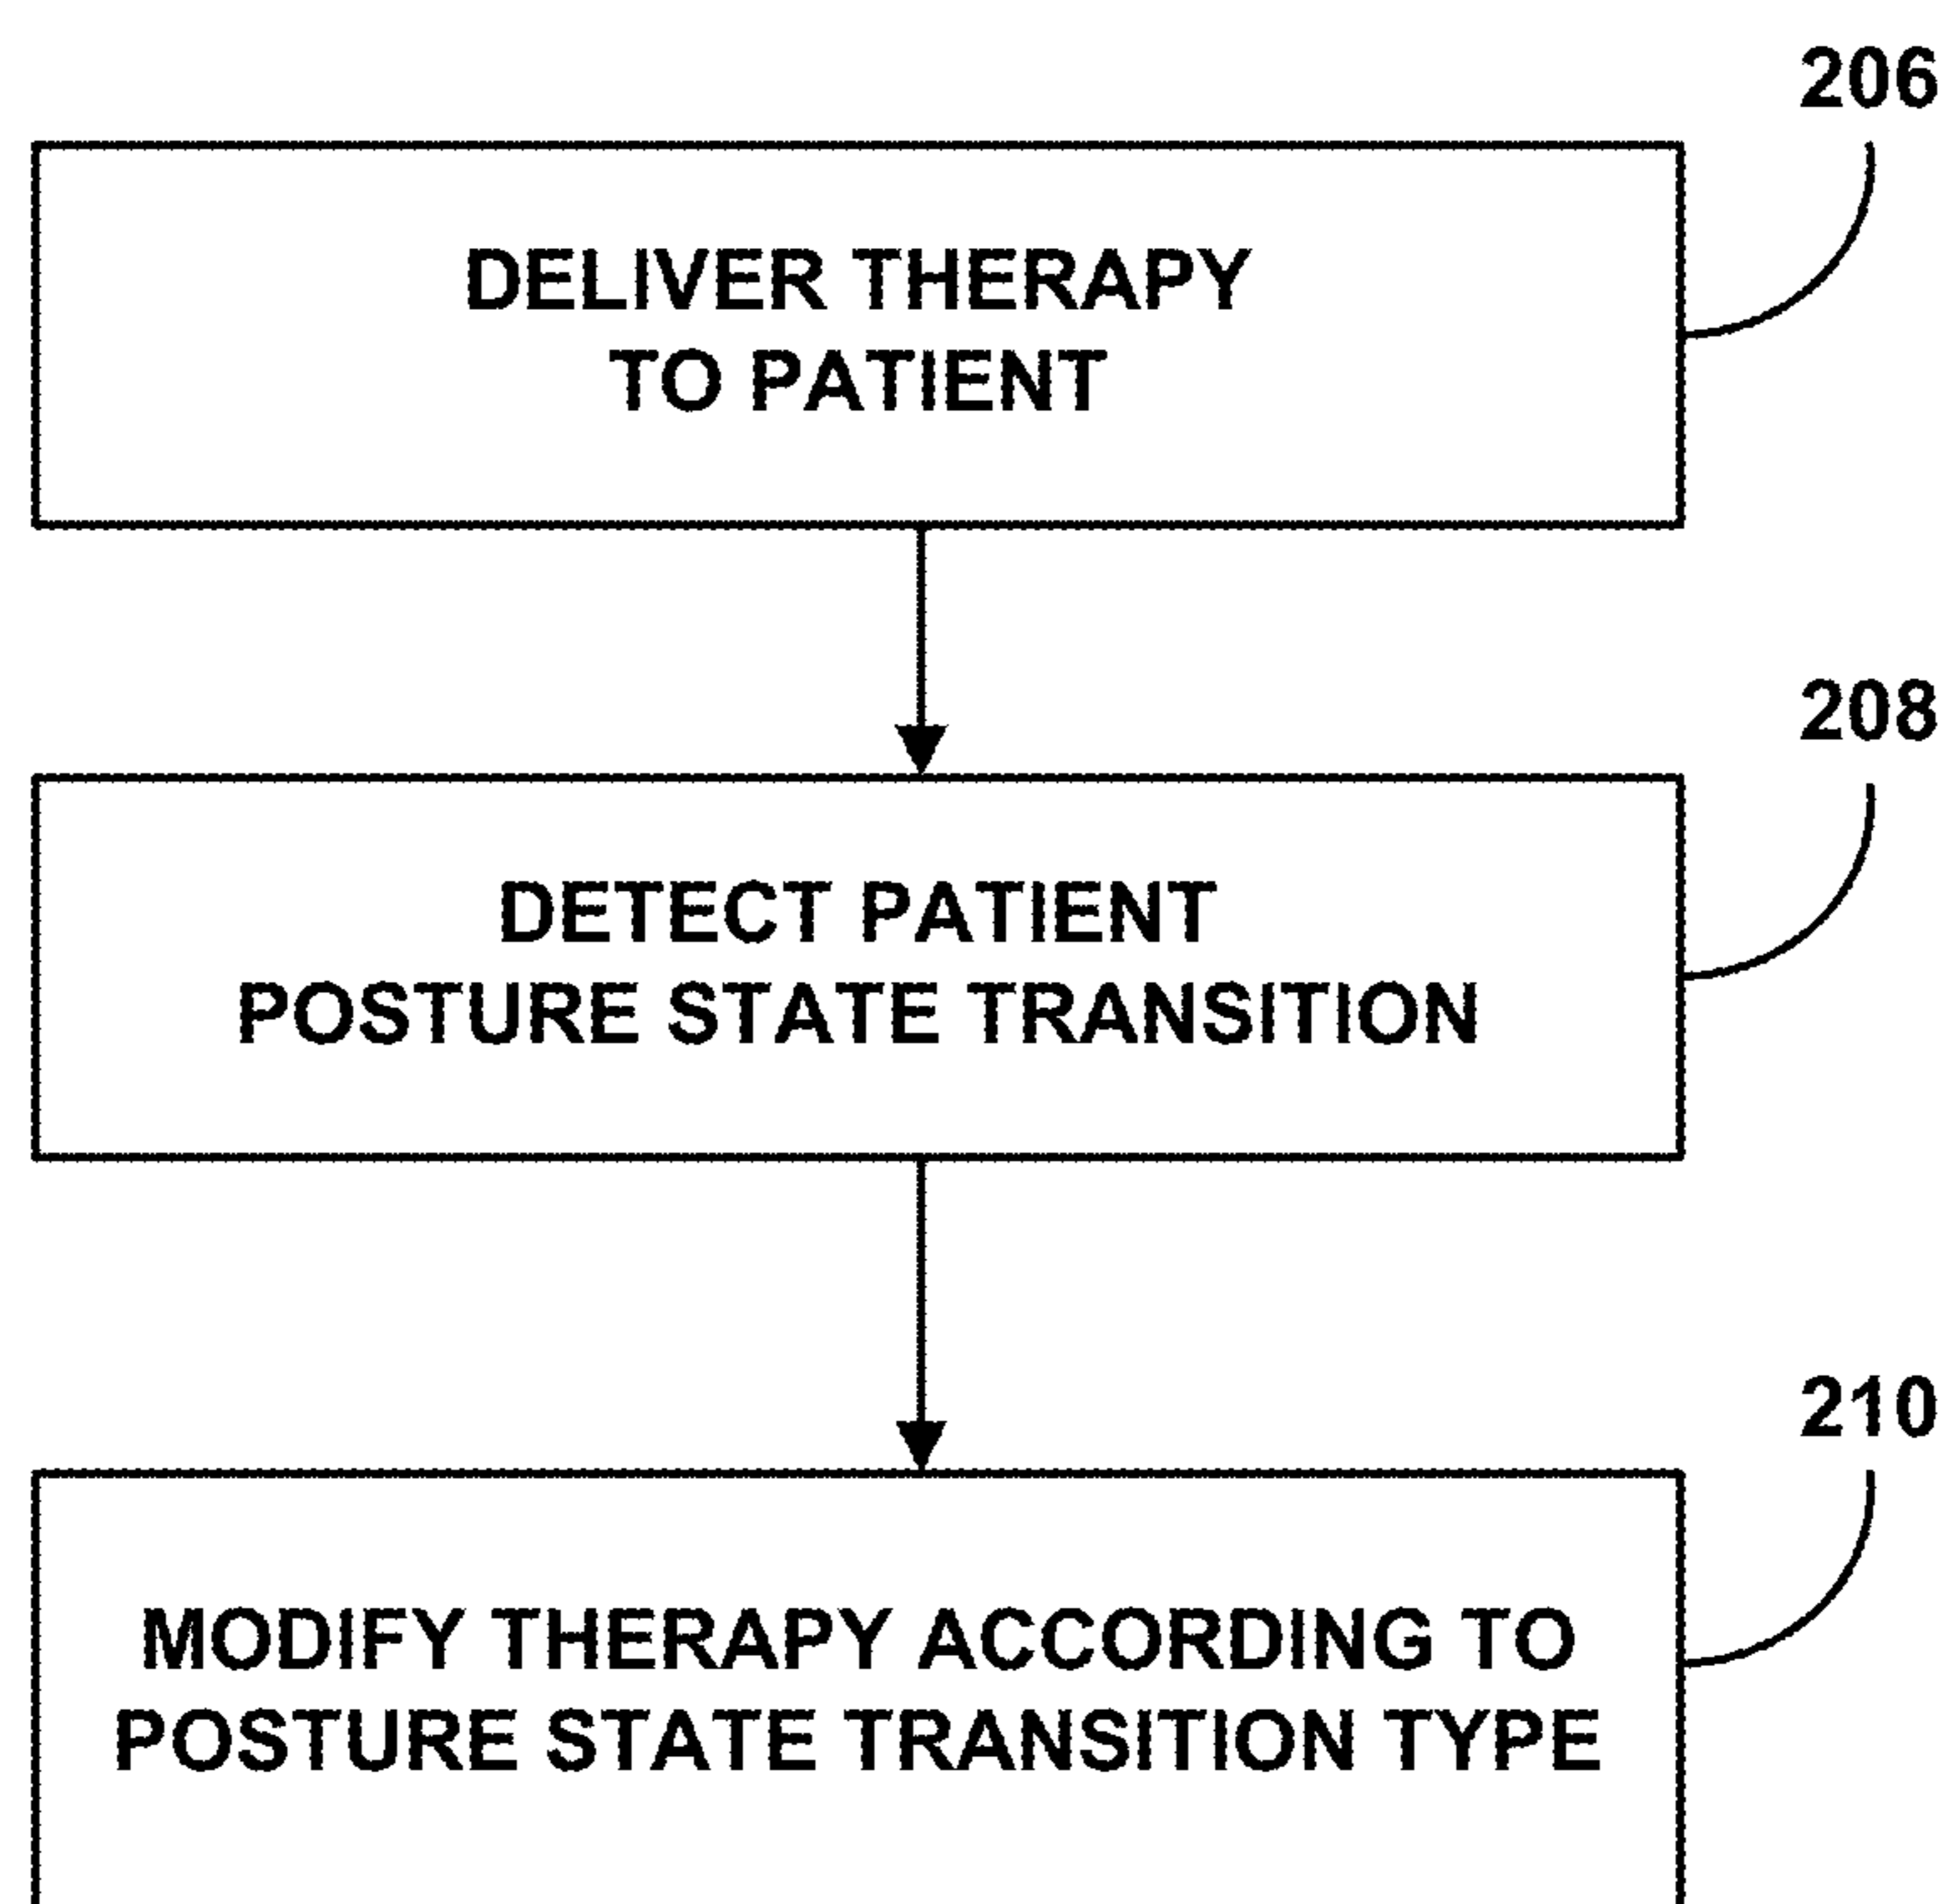 206
DELIVER THERAPY
TO PATIENT
208
DETECT PATIENT
POSTURE STATE TRANSITION
210
MODIFY THERAPY ACCORDING TO
POSTURE STATE TRANSITION TYPE